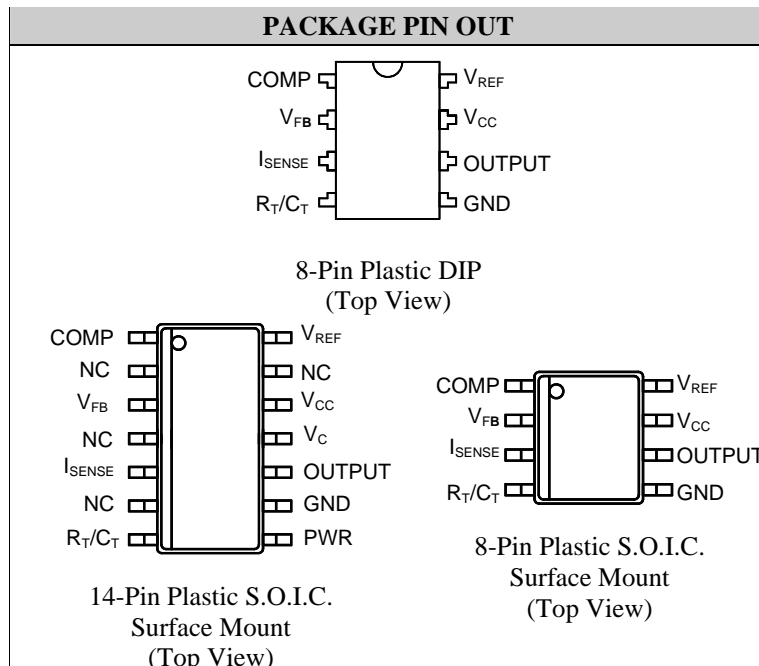 PACKAGE PIN OUT
COMP VREF
VFB VCC
ISENSE OUTPUT
RT/CT GND
8-Pin Plastic DIP
(Top View)
COMP VREF
NC NC
VFB VCC
NC VC
ISENSE OUTPUT
NC GND
RT/CT PWR
14-Pin Plastic S.O.I.C.
Surface Mount
(Top View)
COMP VREF
VFB VCC
ISENSE OUTPUT
RT/CT GND
8-Pin Plastic S.O.I.C.
Surface Mount
(Top View)